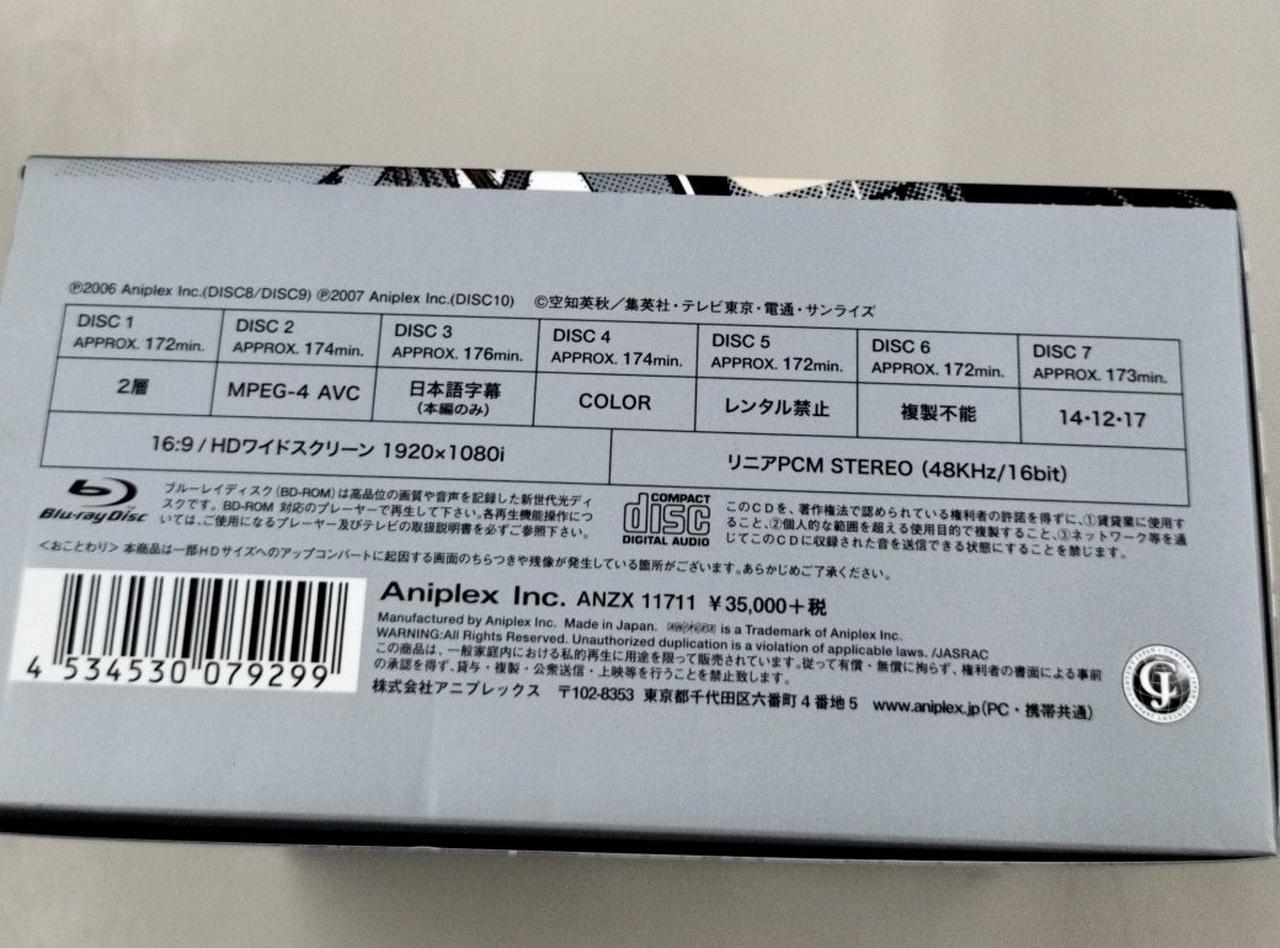 ℗2006 Aniplex Inc.(DISC8/DISC9) ℗2007 Aniplex Inc.(DISC10) ©空知英秋／集英社・テレビ東京・電通・サンライズ
DISC 1 DISC 2 DISC 3 DISC 4 DISC 5 DISC 6 DISC 7
APPROX. 172min. APPROX. 174min. APPROX. 176min. APPROX. 174min. APPROX. 172min. APPROX. 172min. APPROX. 173min.
2層 MPEG-4 AVC 日本語字幕 COLOR レンタル禁止 複製不能 14・12・17
(本編のみ)
16:9 / HDワイドスクリーン 1920×1080i リニアPCM STEREO (48KHz/16bit)
Blu-ray Disc
ブルーレイディスク(BD-ROM)は高品位の画質や音声を記録した新世代光ディ
スクです。BD-ROM 対応のプレーヤーで再生して下さい。各再生機能操作につ
いては、ご使用になるプレーヤー及びテレビの取扱説明書を必ずご参照下さい。
COMPACT
disc
DIGITAL AUDIO
このCDを、著作権法で認められている権利者の許諾を得ずに、①賃貸業に使用す
ること、②個人的な範囲を超える使用目的で複製すること、③ネットワーク等を通
じてこのCDに収録された音を送信できる状態にすることを禁じます。
＜おことわり＞ 本商品は一部HDサイズへのアップコンバートに起因する画面のちらつきや残像が発生している箇所がございます。あらかじめご了承ください。
4 534530 079299
Aniplex Inc. ANZX 11711 ￥35,000＋税
Manufactured by Aniplex Inc. Made in Japan. is a Trademark of Aniplex Inc.
WARNING:All Rights Reserved. Unauthorized duplication is a violation of applicable laws. /JASRAC
この商品は、一般家庭内における私的再生に用途を限って販売されています。従って有償・無償に拘らず、権利者の書面による事前
の承認を得ず、貸与・複製・公衆送信・上映等を行うことを禁止致します。
株式会社アニプレックス 〒102-8353 東京都千代田区六番町4番地5 www.aniplex.jp(PC・携帯共通)